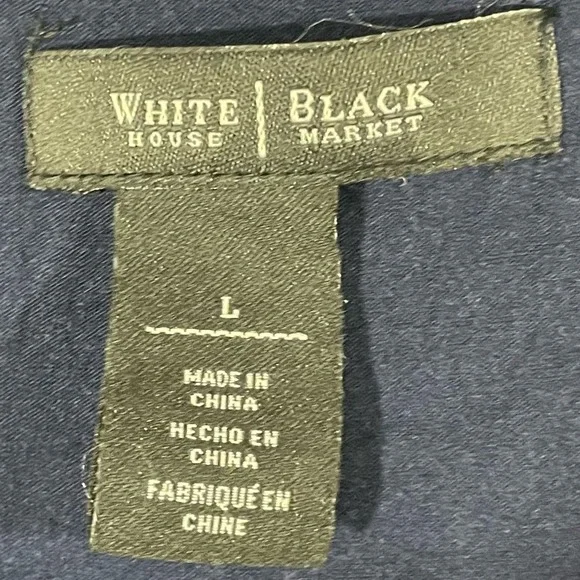 WHITE | BLACK
HOUSE MARKET
L
MADE IN
CHINA
HECHO EN
CHINA
FABRIQUÉ EN
CHINE